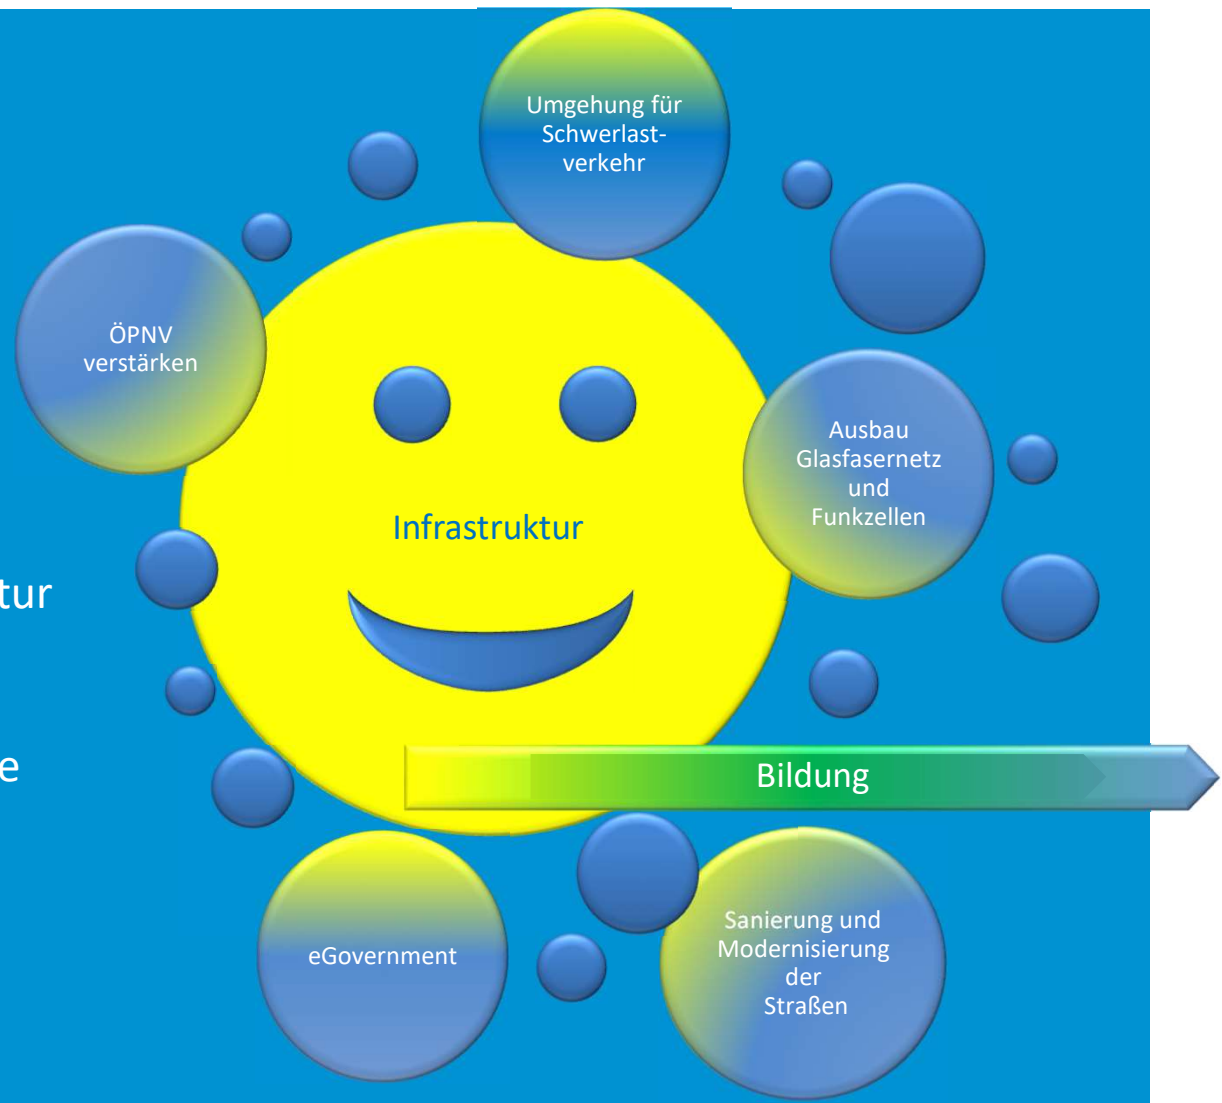 Umgehung für
Schwerlast-
verkehr
ÖPNV
verstärken
Ausbau
Glasfasernetz
und
Funkzellen
Infrastruktur
tur
e
Bildung
eGovernment
Sanierung und
Modernisierung
der
Straßen